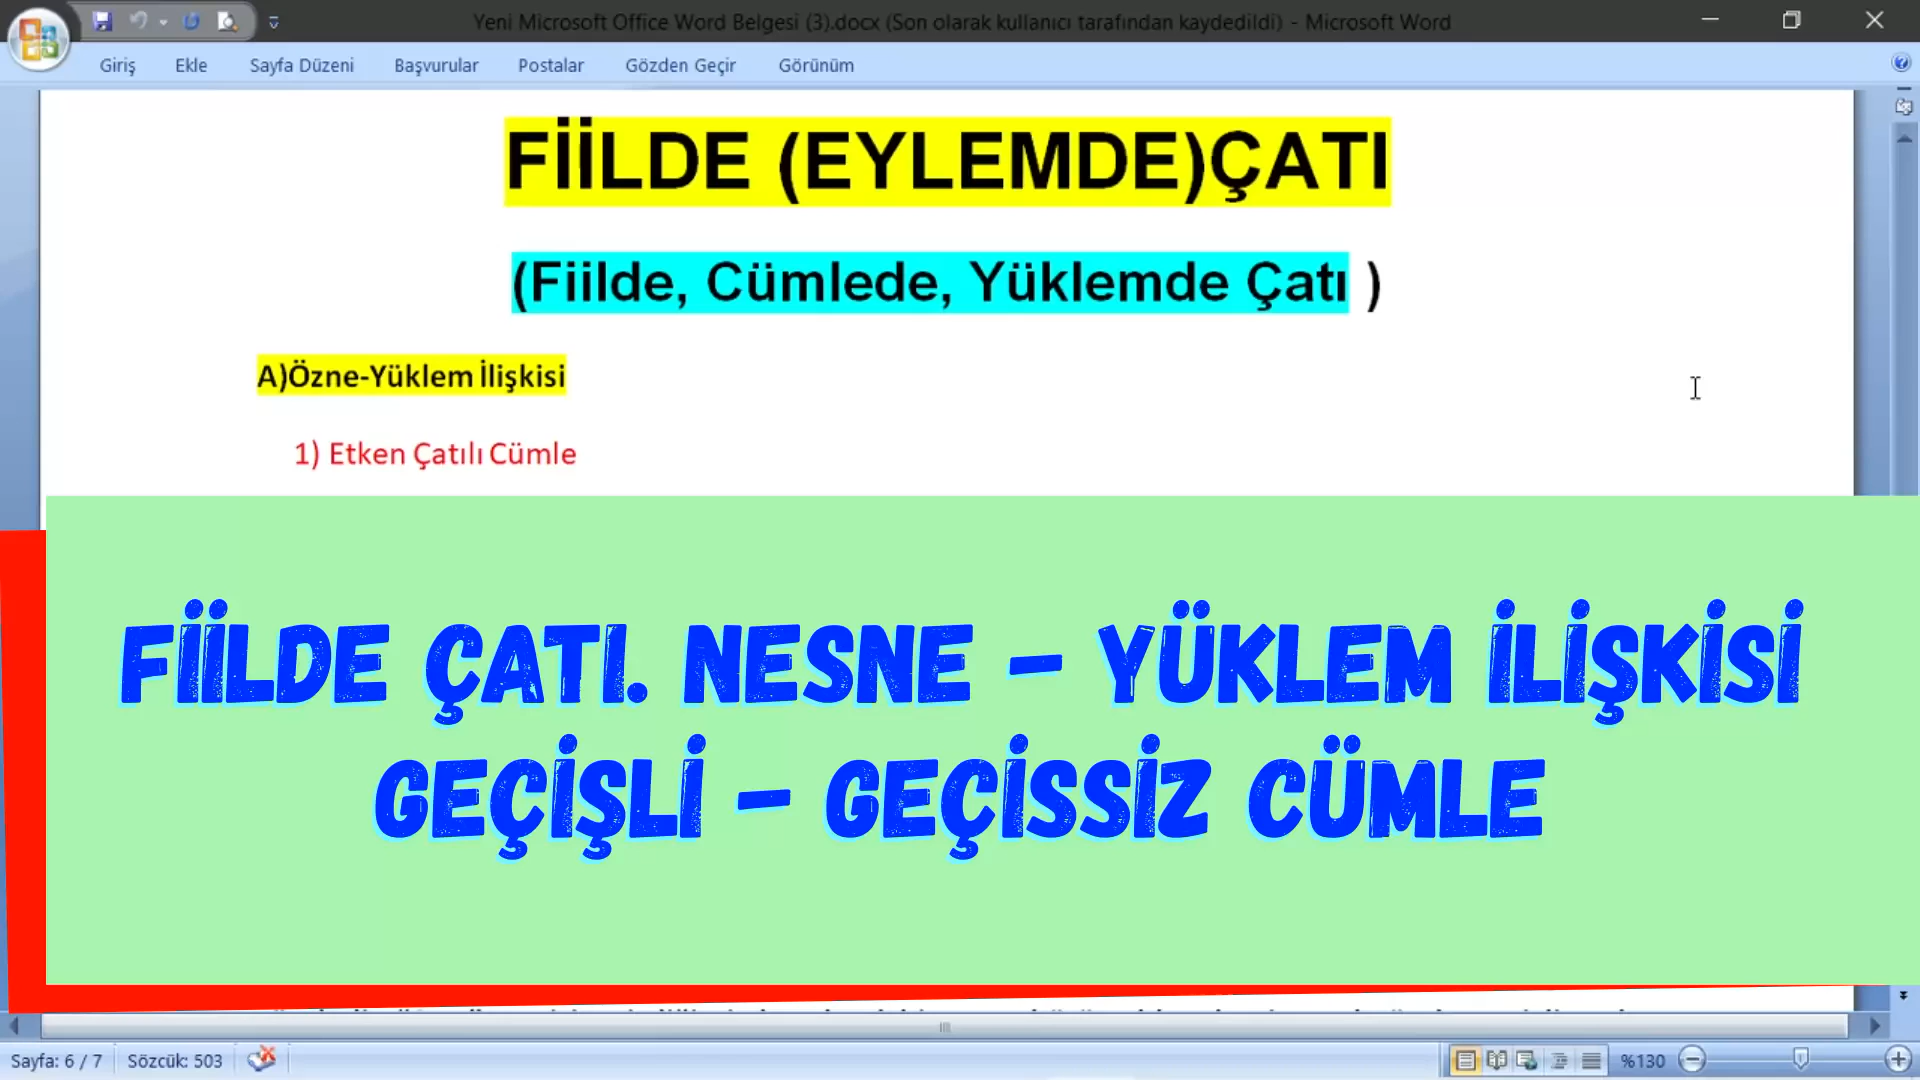 Yeni Microsoft Office Word Belgesi (3).docx (Son olarak kullanıcı tarafından kaydedildi) - Microsoft Word
Giriş Ekle Sayfa Düzeni Başvurular Postalar Gözden Geçir Görünüm
FİİLDE (EYLEMDE)ÇATI
(Fiilde, Cümlede, Yüklemde Çatı )
A)Özne-Yüklem İlişkisi
1) Etken Çatılı Cümle
FİİLDE ÇATI. NESNE - YÜKLEM İLİŞKİSİ
GEÇİŞLİ - GEÇİSSİZ CÜMLE
Sayfa: 6 / 7 Sözcük: 503 %130